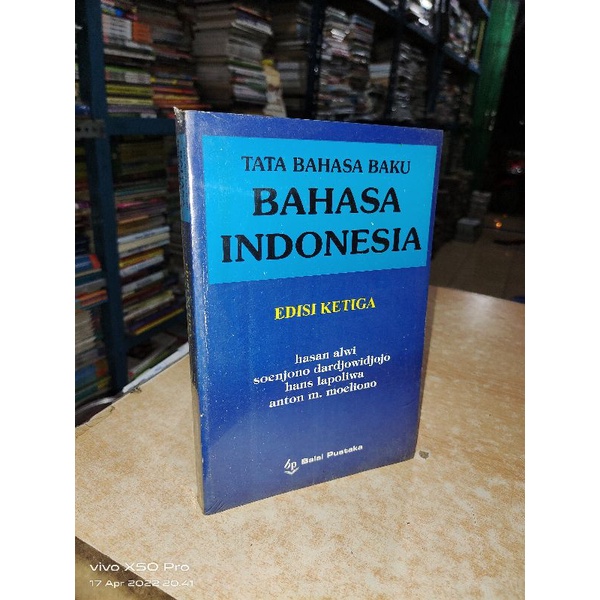 TATA BAHASA BAKU
BAHASA
INDONESIA
EDISI KETIGA
hasan alwi
soenjono dardjowidjojo
hans lapoliwa
anton m. moeliono
bp Balai Pustaka
vivo X50 Pro
17 Apr 2022 20.41